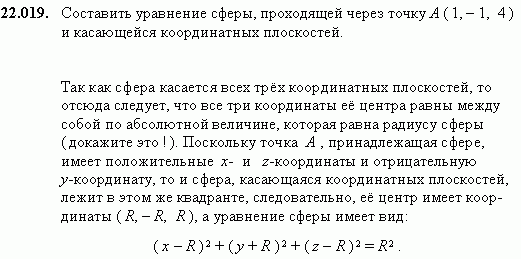 22.019. Составить уравнение сферы, проходящей через точку A ( 1, – 1, 4 )
и касающейся координатных плоскостей.
Так как сфера касается всех трёх координатных плоскостей, то
отсюда следует, что все три координаты её центра равны между
собой по абсолютной величине, которая равна радиусу сферы
( докажите это ! ). Поскольку точка A , принадлежащая сфере,
имеет положительные x- и z-координаты и отрицательную
y-координату, то и сфера, касающаяся координатных плоскостей,
лежит в этом же квадранте, следовательно, её центр имеет коор-
динаты ( R, – R, R ), а уравнение сферы имеет вид:
( x – R )² + ( y + R )² + ( z – R )² = R² .